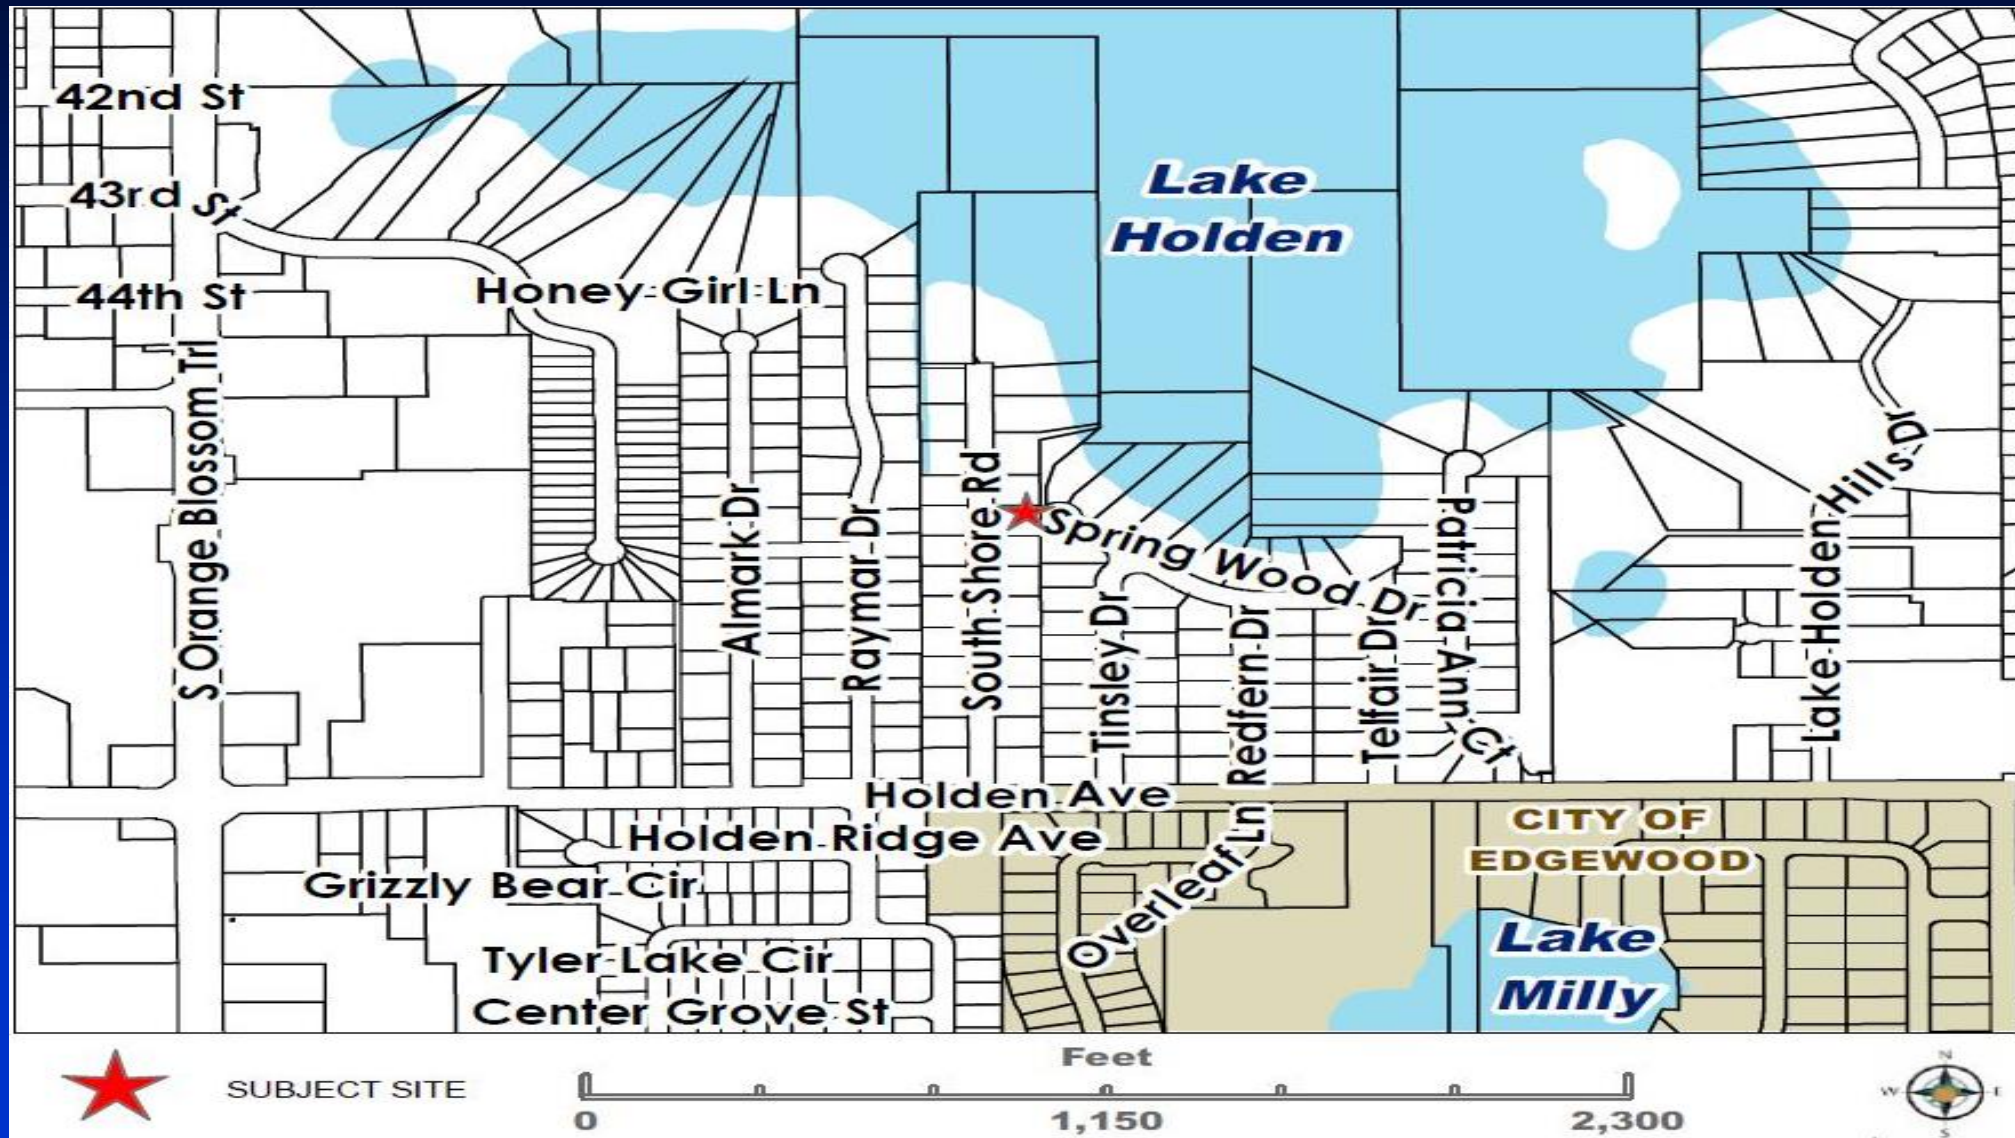 42nd St
43rd St
44th St
Lake
Holden
Honey Girl Ln
S Orange Blossom Trl
Almark Dr
Raymar Dr
South Shore Rd
Spring Wood Dr
Tinsley Dr
Redfern Dr
Telfair Dr
Patricia Ann Ct
Lake Holden Hills Dr
Holden Ave
Holden Ridge Ave
Overleaf Ln
CITY OF
EDGEWOOD
Grizzly Bear Cir
Tyler Lake Cir
Center Grove St
Lake
Milly
SUBJECT SITE
Feet
0 1,150 2,300
N
W E
S